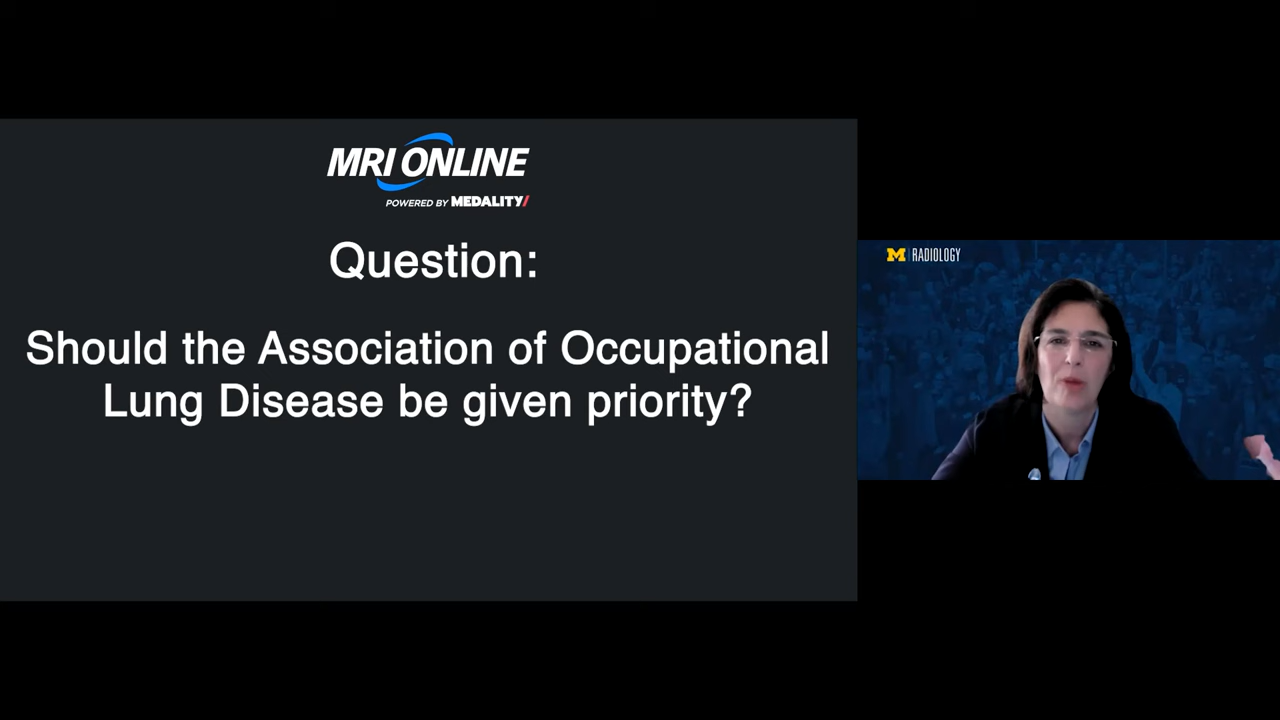 MRI ONLINE
POWERED BY MEDALITY/
Question:
Should the Association of Occupational
Lung Disease be given priority?
M | RADIOLOGY